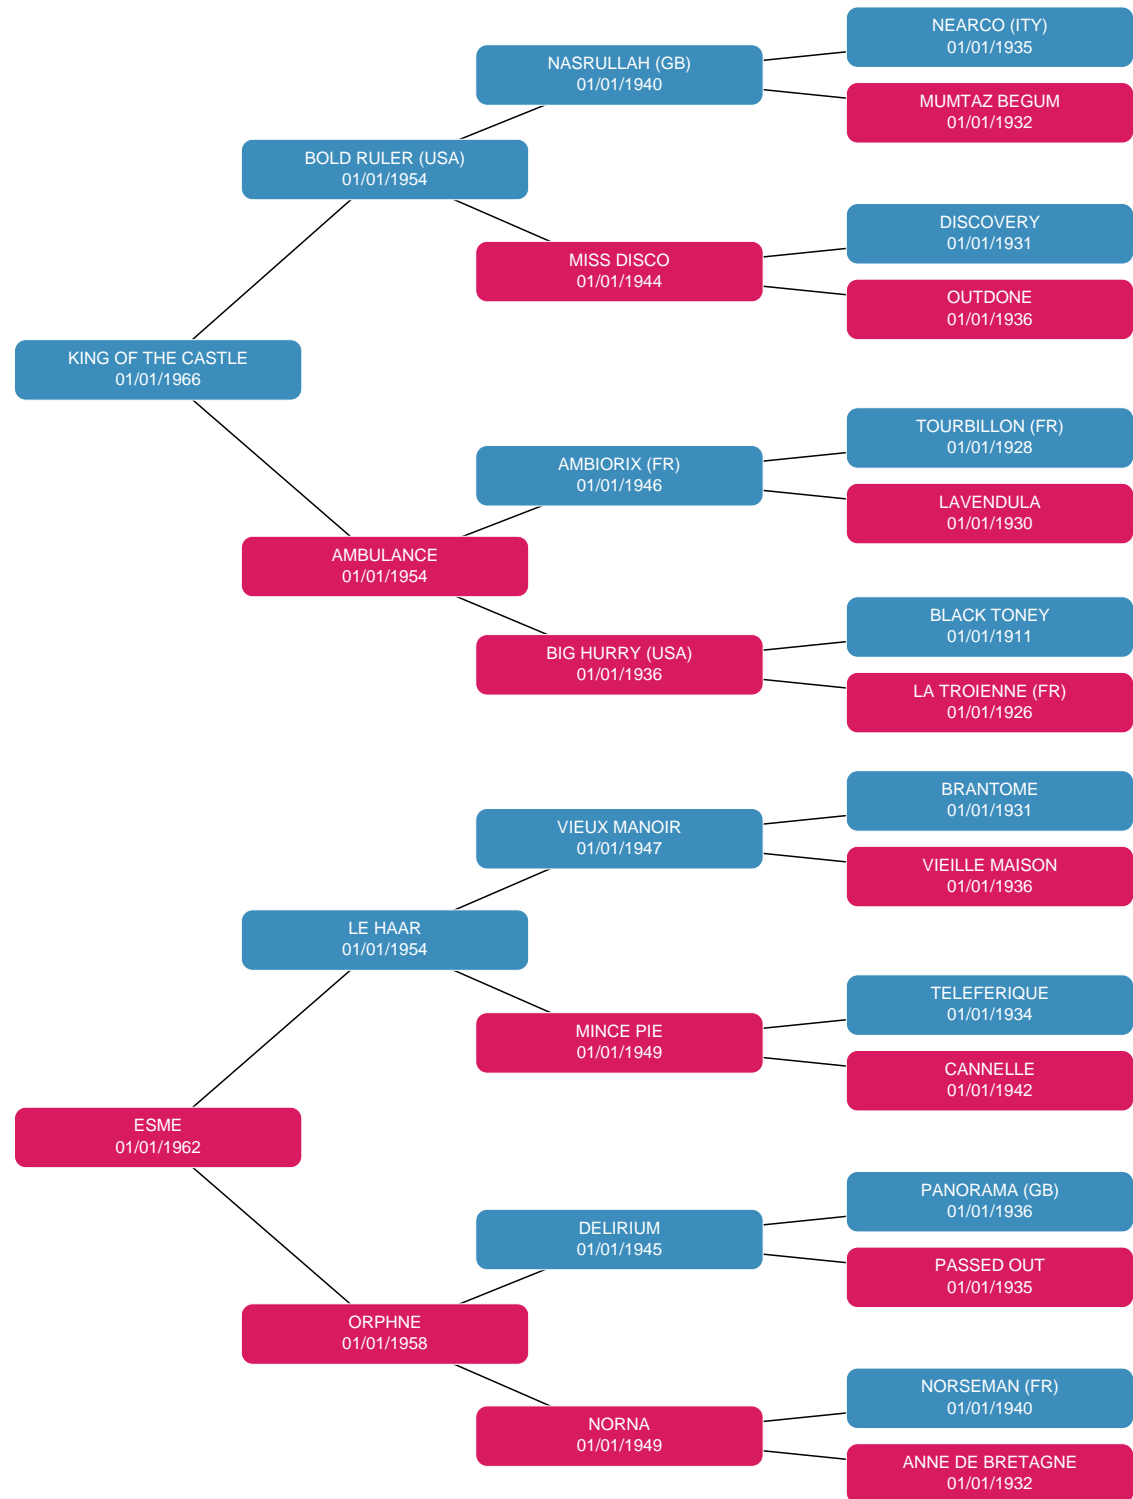 NEARCO (ITY)
01/01/1935
NASRULLAH (GB)
01/01/1940
MUMTAZ BEGUM
01/01/1932
BOLD RULER (USA)
01/01/1954
DISCOVERY
01/01/1931
MISS DISCO
01/01/1944
OUTDONE
01/01/1936
KING OF THE CASTLE
01/01/1966
TOURBILLON (FR)
01/01/1928
AMBIORIX (FR)
01/01/1946
LAVENDULA
01/01/1930
AMBULANCE
01/01/1954
BLACK TONEY
01/01/1911
BIG HURRY (USA)
01/01/1936
LA TROIENNE (FR)
01/01/1926
BRANTOME
01/01/1931
VIEUX MANOIR
01/01/1947
VIEILLE MAISON
01/01/1936
LE HAAR
01/01/1954
TELEFERIQUE
01/01/1934
MINCE PIE
01/01/1949
CANNELLE
01/01/1942
ESME
01/01/1962
PANORAMA (GB)
01/01/1936
DELIRIUM
01/01/1945
PASSED OUT
01/01/1935
ORPHNE
01/01/1958
NORSEMAN (FR)
01/01/1940
NORNA
01/01/1949
ANNE DE BRETAGNE
01/01/1932